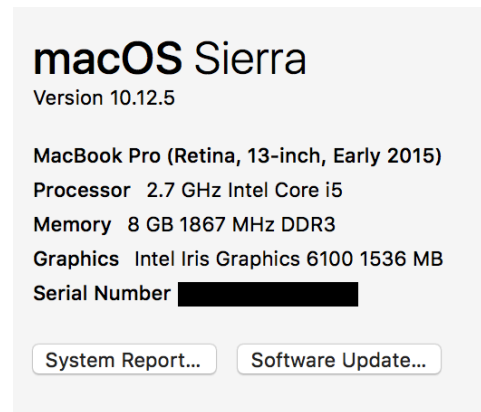 macOS Sierra
Version 10.12.5
MacBook Pro (Retina, 13-inch, Early 2015)
Processor 2.7 GHz Intel Core i5
Memory 8 GB 1867 MHz DDR3
Graphics Intel Iris Graphics 6100 1536 MB
Serial Number
System Report... Software Update...